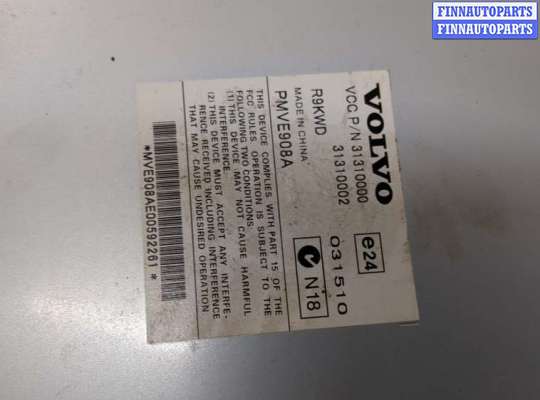 FINNAUTOPARTS
FINNAUTOPARTS
VOLVO
VCG P/N 31310000
31310002
e24
031510
R9KWD
MADE IN CHINA
PMVE908A
N18
THIS DEVICE COMPLIES WITH PART 15 OF THE
FCC RULES. OPERATION IS SUBJECT TO THE
FOLLOWING TWO CONDITIONS.
(1) THIS DEVICE MAY NOT CAUSE HARMFUL
INTERFERENCE.
(2) THIS DEVICE MUST ACCEPT ANY INTERFE-
RENCE RECEIVED INCLUDING INTERFERENCE
THAT MAY CAUSE UNDESIRED OPERATION
*MVE908AE00592261*